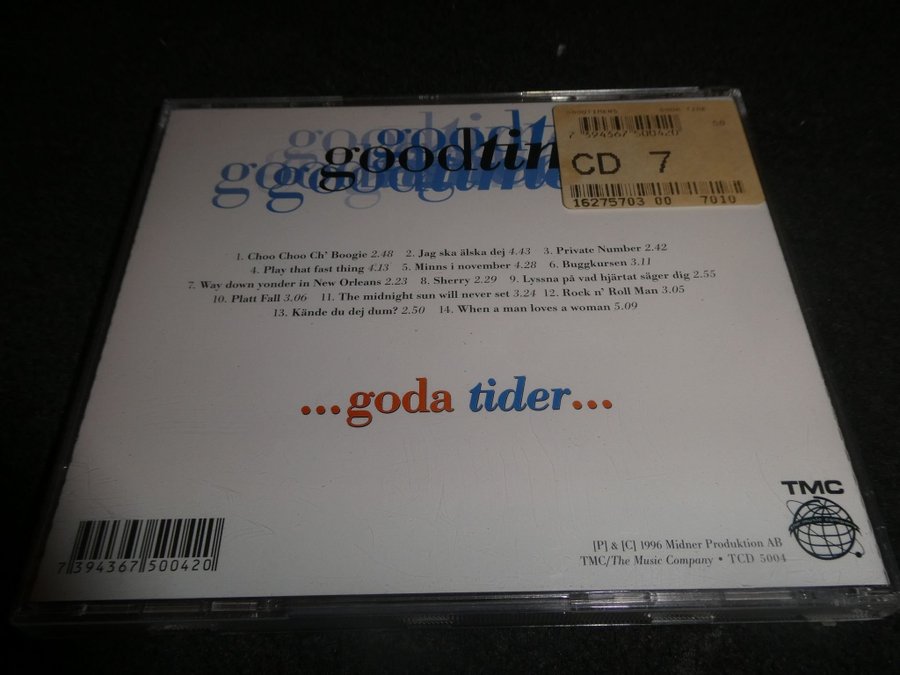 goodtim
CD 7
7 394367 500420
16275703 00 7010
1. Choo Choo Ch' Boogie 2.48 2. Jag ska älska dej 4.43 3. Private Number 2.42
4. Play that fast thing 4.13 5. Minns i november 4.28 6. Buggkursen 3.11
7. Way down yonder in New Orleans 2.23 8. Sherry 2.29 9. Lyssna på vad hjärtat säger dig 2.55
10. Platt Fall 3.06 11. The midnight sun will never set 3.24 12. Rock n' Roll Man 3.05
13. Kände du dej dum? 2.50 14. When a man loves a woman 5.09
...goda tider...
TMC
7 394367 500420
[P] & [C] 1996 Midner Produktion AB
TMC/The Music Company • TCD 5004